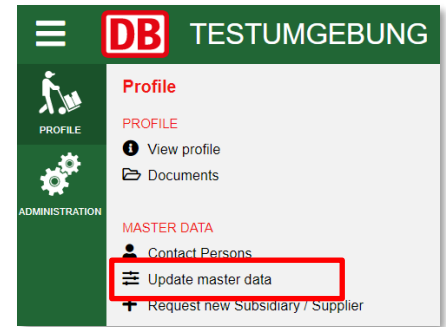 DB TESTUMGEBUNG
PROFILE
ADMINISTRATION
Profile
PROFILE
View profile
Documents
MASTER DATA
Contact Persons
Update master data
Request new Subsidiary / Supplier